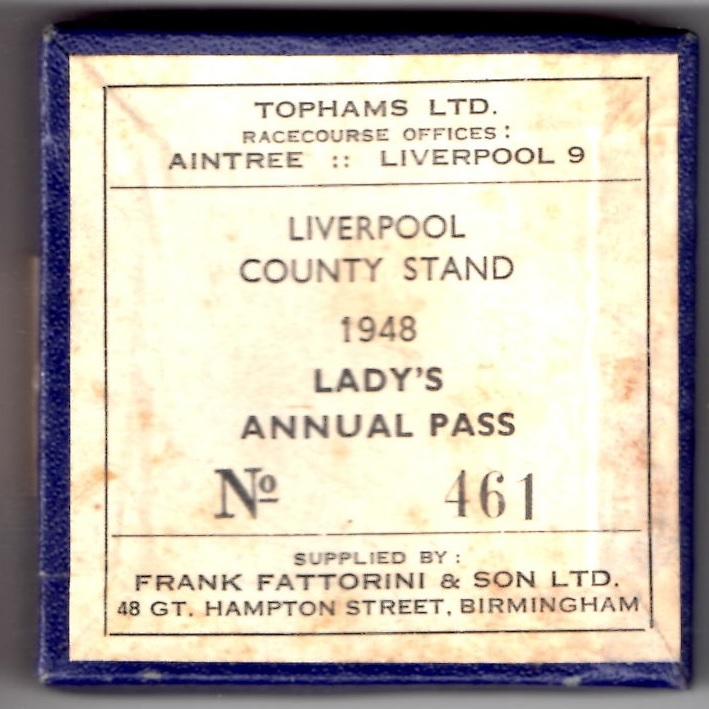 TOPHAMS LTD.
RACECOURSE OFFICES:
AINTREE :: LIVERPOOL 9
LIVERPOOL
COUNTY STAND
1948
LADY'S
ANNUAL PASS
Nº 461
SUPPLIED BY:
FRANK FATTORINI & SON LTD.
48 GT. HAMPTON STREET, BIRMINGHAM